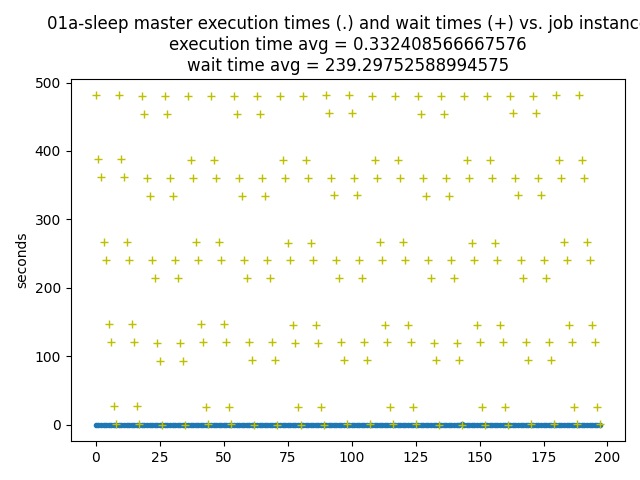 01a-sleep master execution times (.) and wait times (+) vs. job instance
execution time avg = 0.332408566667576
wait time avg = 239.29752588994575
500
400
300
200
100
0
seconds
0 25 50 75 100 125 150 175 200